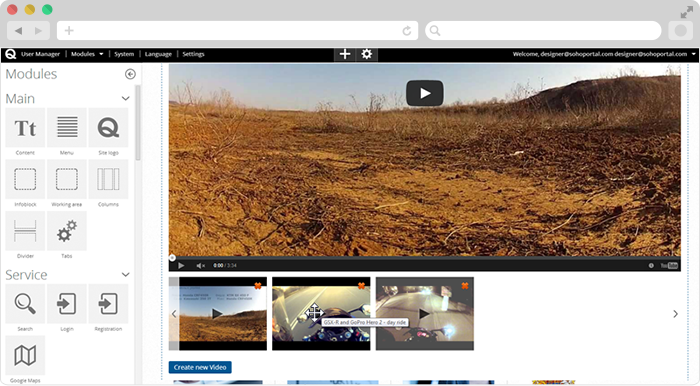 User Manager Modules System Language Settings
Welcome, designer@sohoportal.com designer@sohoportal.com
Modules
Main
Tt
Content Menu Site logo
Infoblock Working area Columns
Divider Tabs
Service
Search Login Registration
Google Maps
0:00 / 3:34
YouTube
GSX-R and GoPro Hero 2 - day ride
Create new Video